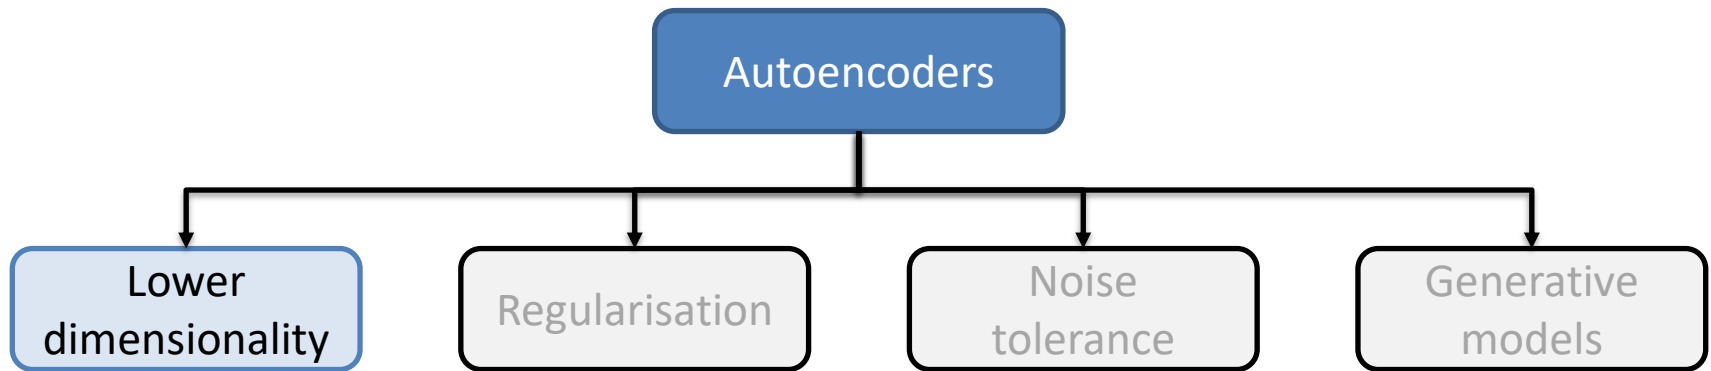 Autoencoders
Lower
dimensionality
Regularisation
Noise
tolerance
Generative
models